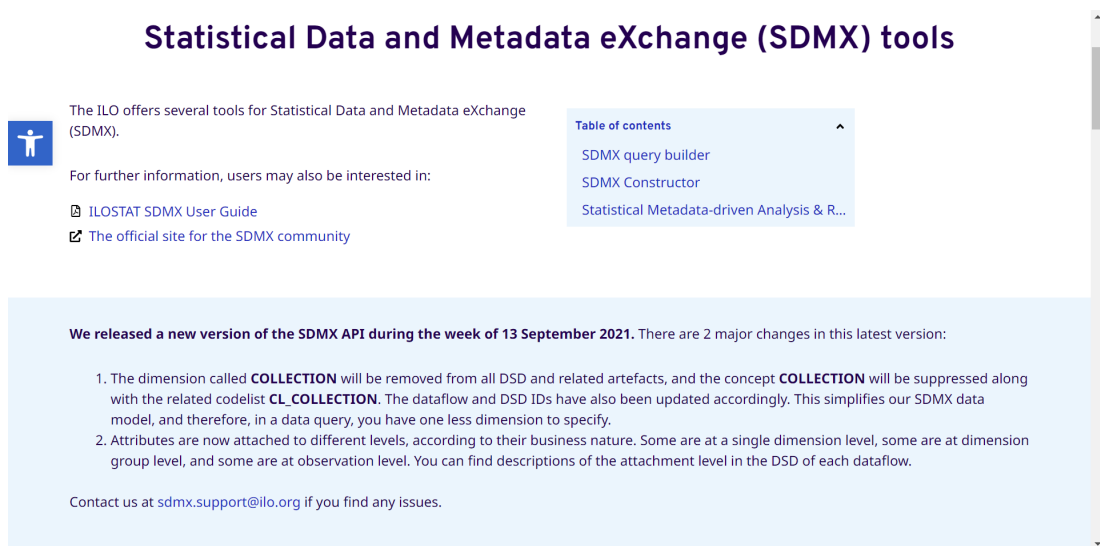 Statistical Data and Metadata eXchange (SDMX) tools
The ILO offers several tools for Statistical Data and Metadata eXchange
(SDMX).
For further information, users may also be interested in:
ILOSTAT SDMX User Guide
The official site for the SDMX community
Table of contents
SDMX query builder
SDMX Constructor
Statistical Metadata-driven Analysis & R...
We released a new version of the SDMX API during the week of 13 September 2021. There are 2 major changes in this latest version:
1. The dimension called COLLECTION will be removed from all DSD and related artefacts, and the concept COLLECTION will be suppressed along
with the related codelist CL_COLLECTION. The dataflow and DSD IDs have also been updated accordingly. This simplifies our SDMX data
model, and therefore, in a data query, you have one less dimension to specify.
2. Attributes are now attached to different levels, according to their business nature. Some are at a single dimension level, some are at dimension
group level, and some are at observation level. You can find descriptions of the attachment level in the DSD of each dataflow.
Contact us at sdmx.support@ilo.org if you find any issues.